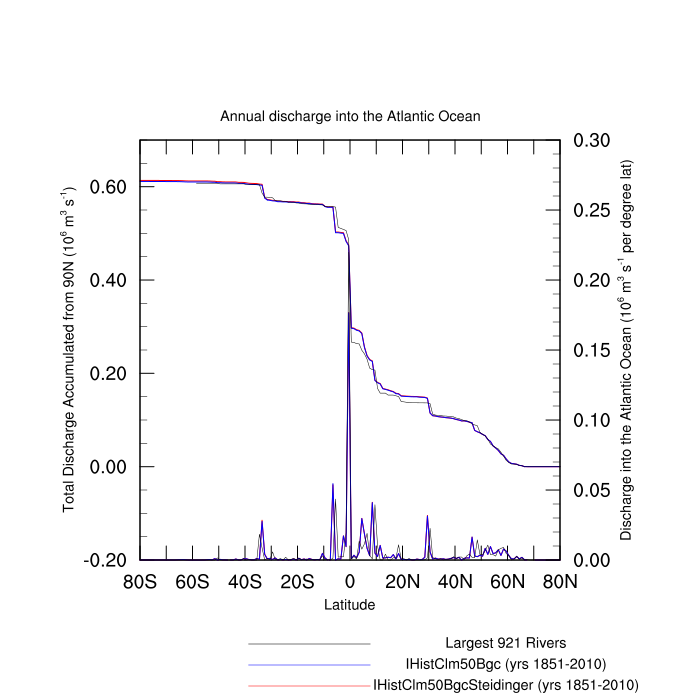 Annual discharge into the Atlantic Ocean
Total Discharge Accumulated from 90N (10⁶ m³ s⁻¹)
0.60
0.40
0.20
0.00
-0.20
0.30
0.25
0.20
0.15
0.10
0.05
0.00
Discharge into the Atlantic Ocean (10⁶ m³ s⁻¹ per degree lat)
80S 60S 40S 20S 0 20N 40N 60N 80N
Latitude
Largest 921 Rivers
IHistClm50Bgc (yrs 1851-2010)
IHistClm50BgcSteidinger (yrs 1851-2010)